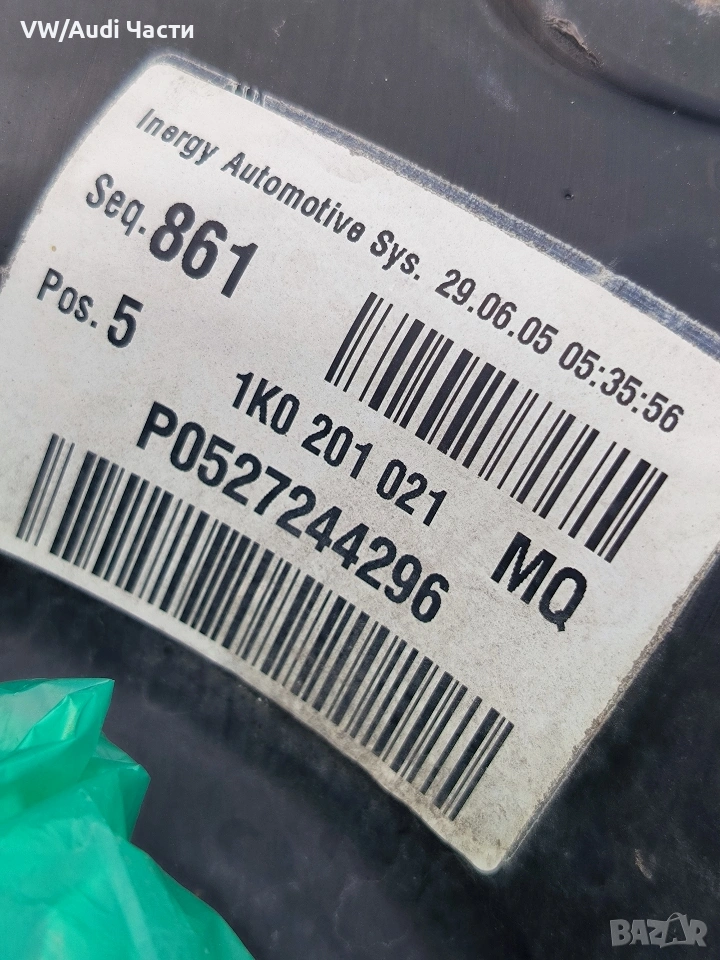 VW/Audi Части
Inergy Automotive Sys. 29.06.05 05:35:56
Seq. 861
Pos. 5
1K0 201 021 MQ
P0527244296
BAZAR